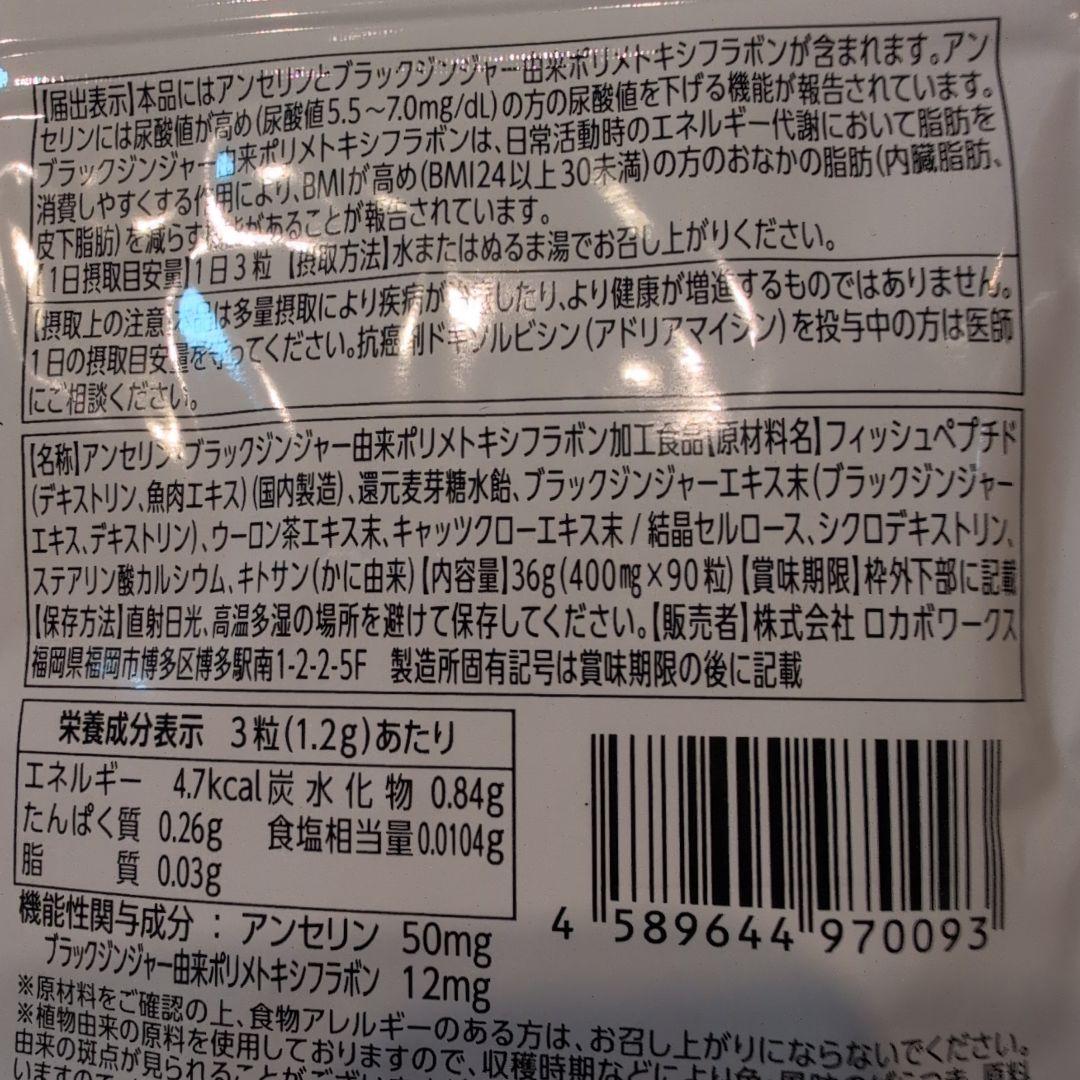 【届出表示】本品にはアンセリンとブラックジンジャー由来ポリメトキシフラボンが含まれます。アン
セリンには尿酸値が高め(尿酸値5.5～7.0mg/dL)の方の尿酸値を下げる機能が報告されています。
ブラックジンジャー由来ポリメトキシフラボンは、日常活動時のエネルギー代謝において脂肪を
消費しやすくする作用により、BMIが高め(BMI24以上30未満)の方のおなかの脂肪(内臓脂肪、
皮下脂肪)を減らす機能があることが報告されています。
【1日摂取目安量】1日3粒 【摂取方法】水またはぬるま湯でお召し上がりください。
【摂取上の注意】本品は多量摂取により疾病が治癒したり、より健康が増進するものではありません。
1日の摂取目安量を守ってください。抗癌剤ドキソルビシン(アドリアマイシン)を投与中の方は医師
にご相談ください。
【名称】アンセリン・ブラックジンジャー由来ポリメトキシフラボン加工食品【原材料名】フィッシュペプチド
(デキストリン、魚肉エキス)(国内製造)、還元麦芽糖水飴、ブラックジンジャーエキス末(ブラックジンジャー
エキス、デキストリン)、ウーロン茶エキス末、キャッツクローエキス末/結晶セルロース、シクロデキストリン、
ステアリン酸カルシウム、キトサン(かに由来)【内容量】36g(400mg×90粒)【賞味期限】枠外下部に記載
【保存方法】直射日光、高温多湿の場所を避けて保存してください。【販売者】株式会社 ロカボワークス
福岡県福岡市博多区博多駅南1-2-2-5F 製造所固有記号は賞味期限の後に記載
栄養成分表示 3粒(1.2g)あたり
エネルギー 4.7kcal 炭水化物 0.84g
たんぱく質 0.26g 食塩相当量 0.0104g
脂質 0.03g
機能性関与成分：アンセリン 50mg
ブラックジンジャー由来ポリメトキシフラボン 12mg
4 589644 970093
※原材料をご確認の上、食物アレルギーのある方は、お召し上がりにならないでください。
※植物由来の原料を使用しておりますので、収穫時期などにより色、
由来の斑点が見られることが